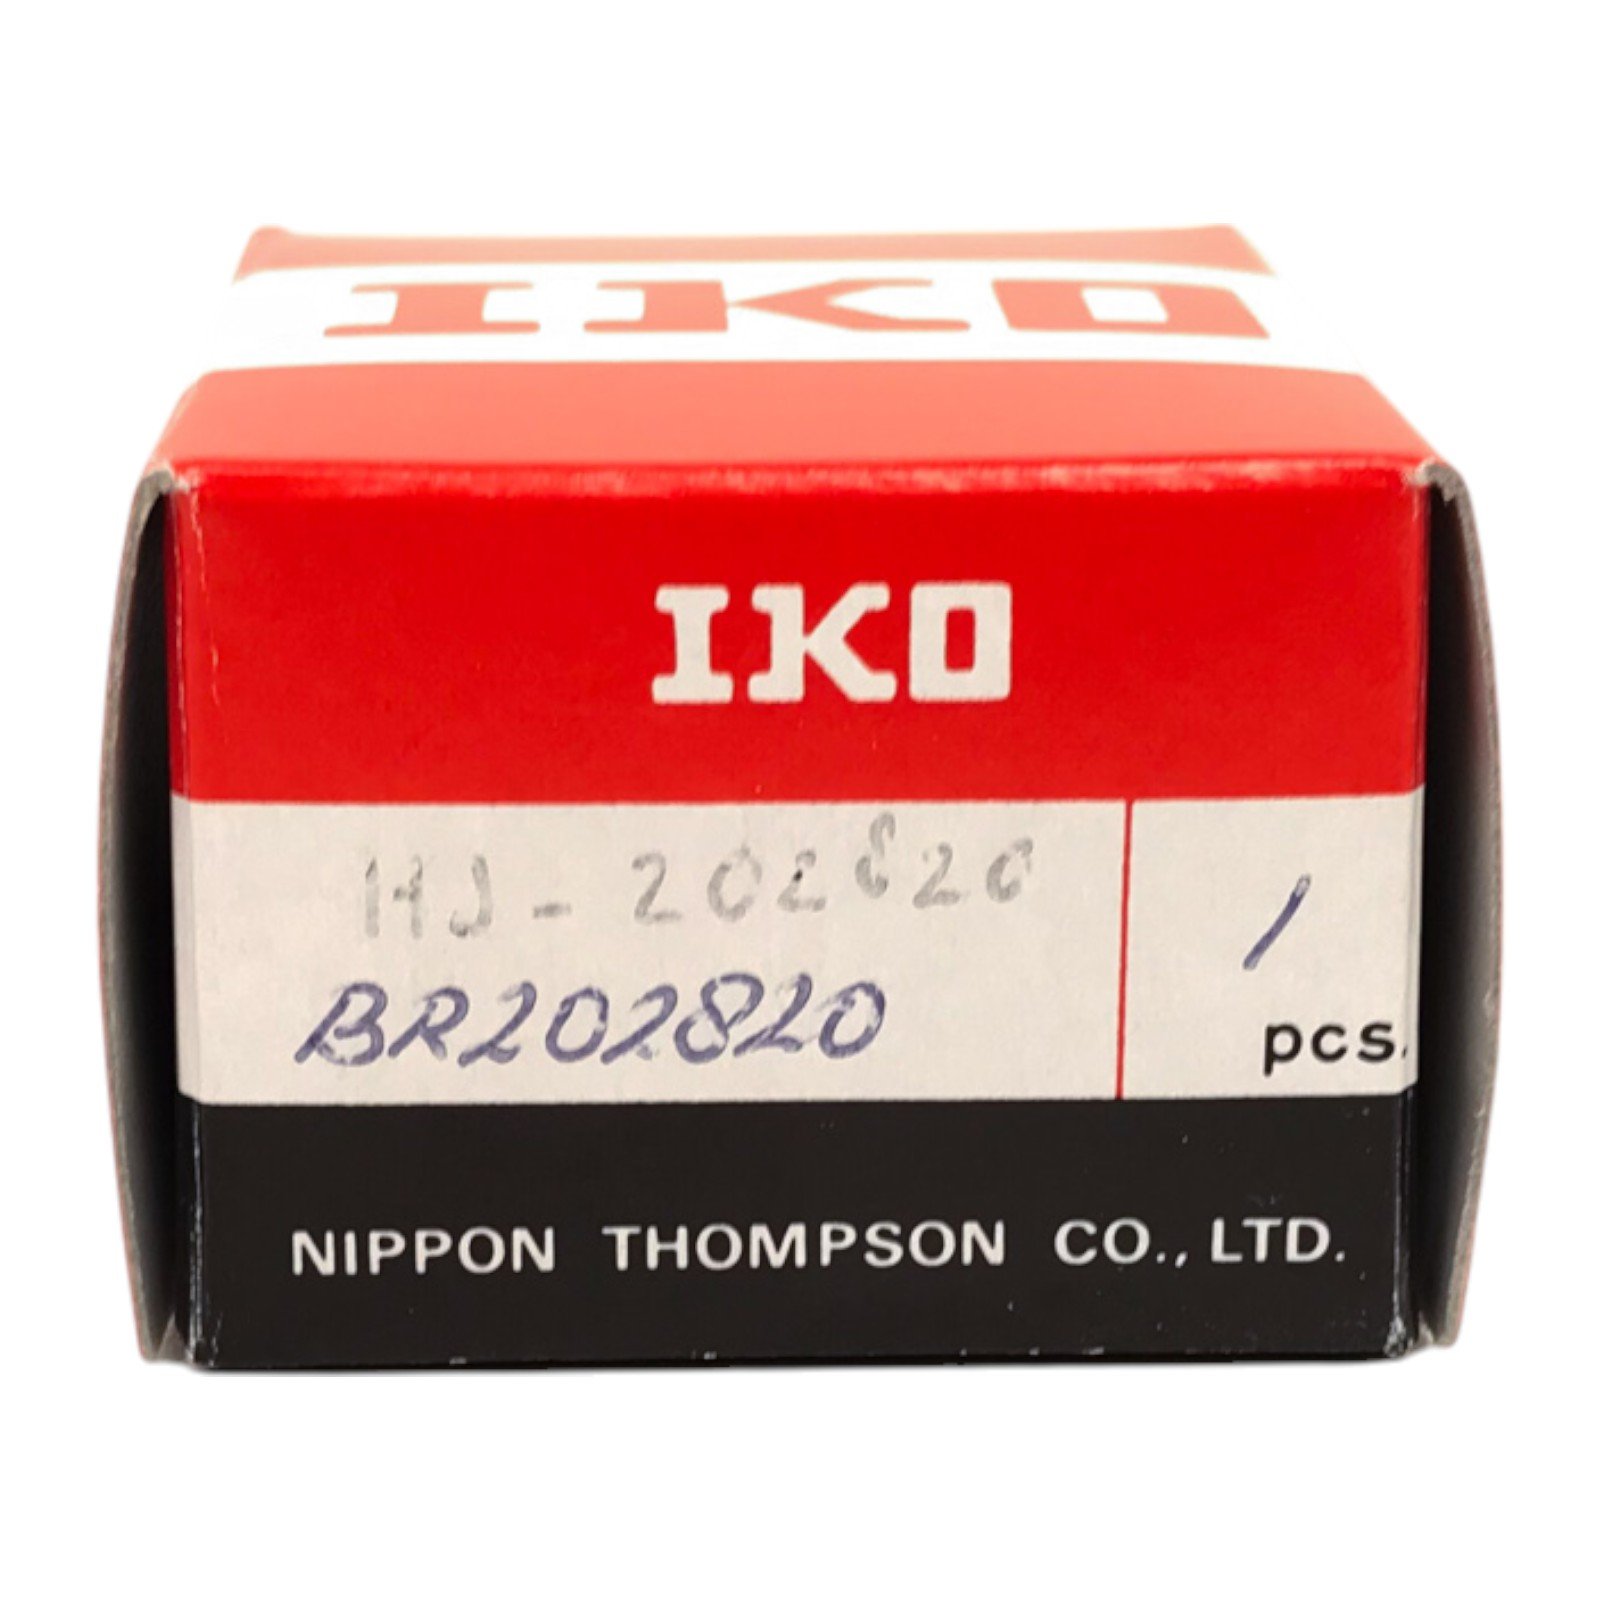 IKO
IKO
HJ-202820
BR202820
1
pcs.
NIPPON THOMPSON CO., LTD.